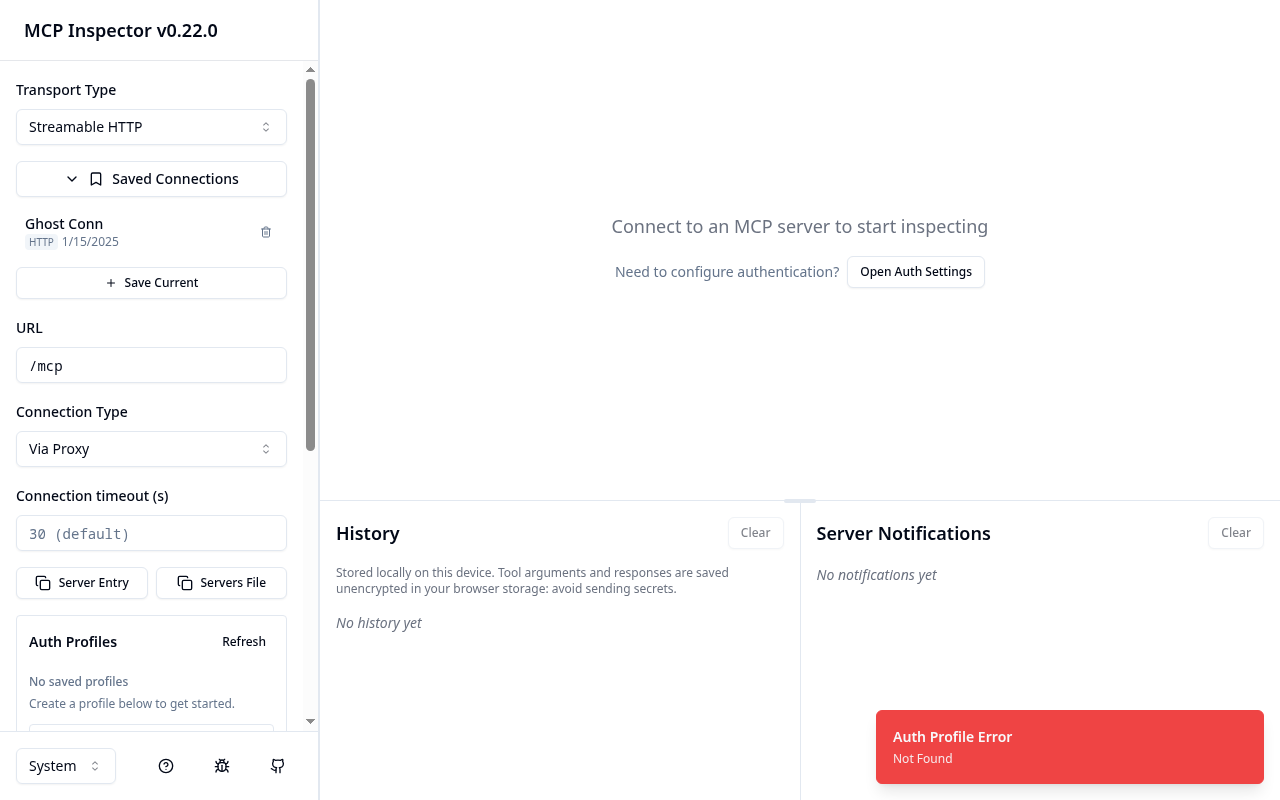 MCP Inspector v0.22.0
Transport Type
Streamable HTTP
Saved Connections
Ghost Conn
HTTP 1/15/2025
Save Current
URL
/mcp
Connection Type
Via Proxy
Connection timeout (s)
30 (default)
Server Entry
Servers File
Auth Profiles
Refresh
No saved profiles
Create a profile below to get started.
System
Connect to an MCP server to start inspecting
Need to configure authentication?
Open Auth Settings
History
Clear
Stored locally on this device. Tool arguments and responses are saved
unencrypted in your browser storage: avoid sending secrets.
No history yet
Server Notifications
Clear
No notifications yet
Auth Profile Error
Not Found